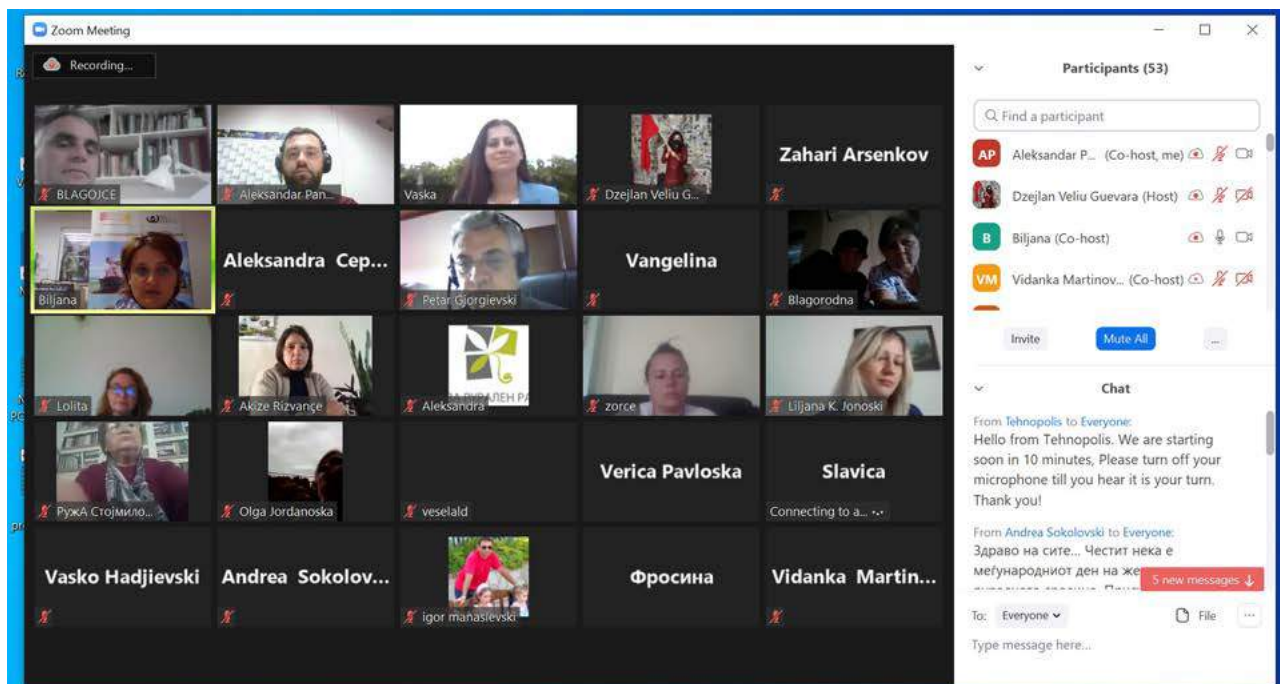 Zoom Meeting
Recording...
BLAGOJCE
Aleksandar Pan...
Vaska
Dzejlan Veliu G...
Zahari Arsenkov
Biljana
Aleksandra Cep...
Petar Gjorgievski
Vangelina
Blagorodna
Lolita
Akize Rizvançe
ЗА РУРАЛЕН РА
Aleksandra
zorce
Liljana K. Jonoski
РужА Стојмило...
Olga Jordanoska
veselald
Verica Pavloska
Slavica
Connecting to a...
Vasko Hadjievski
Andrea Sokolov...
igor manasievski
Фросина
Vidanka Martin...
Participants (53)
Find a participant
AP Aleksandar P... (Co-host, me)
Dzejlan Veliu Guevara (Host)
B Biljana (Co-host)
VM Vidanka Martinov... (Co-host)
Invite Mute All ...
Chat
From Tehnopolis to Everyone:
Hello from Tehnopolis. We are starting
soon in 10 minutes, Please turn off your
microphone till you hear it is your turn.
Thank you!
From Andrea Sokolovski to Everyone:
Здраво на сите... Честит нека е
меѓународниот ден на же
5 new messages
To: Everyone File ...
Type message here...